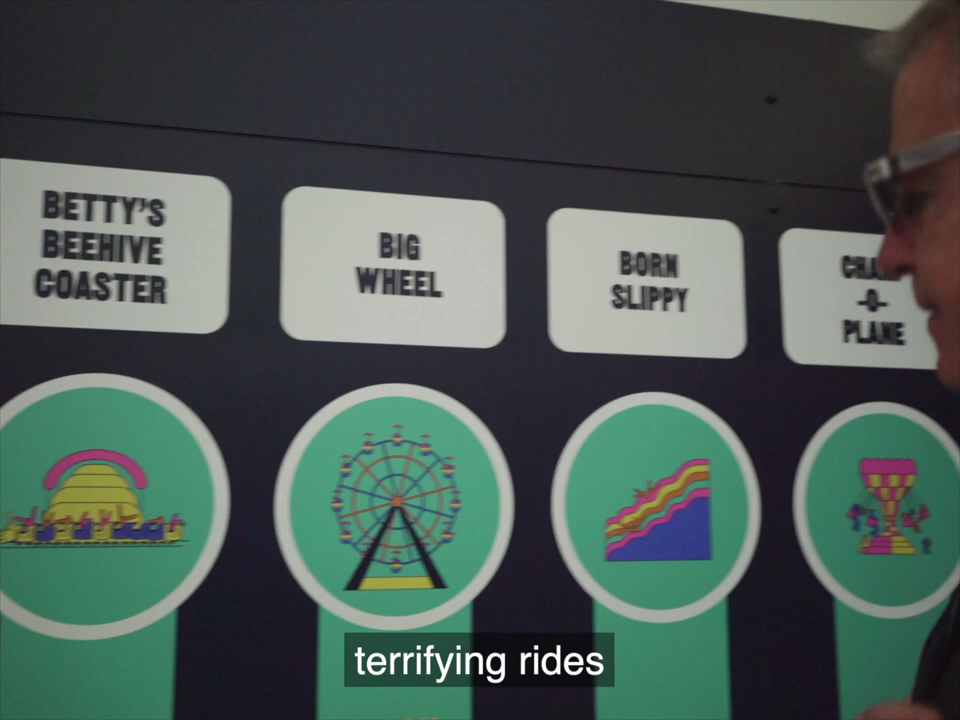 BETTY'S
BEEHIVE
COASTER
BIG
WHEEL
BORN
SLIPPY
-O-
PLANE
terrifying rides